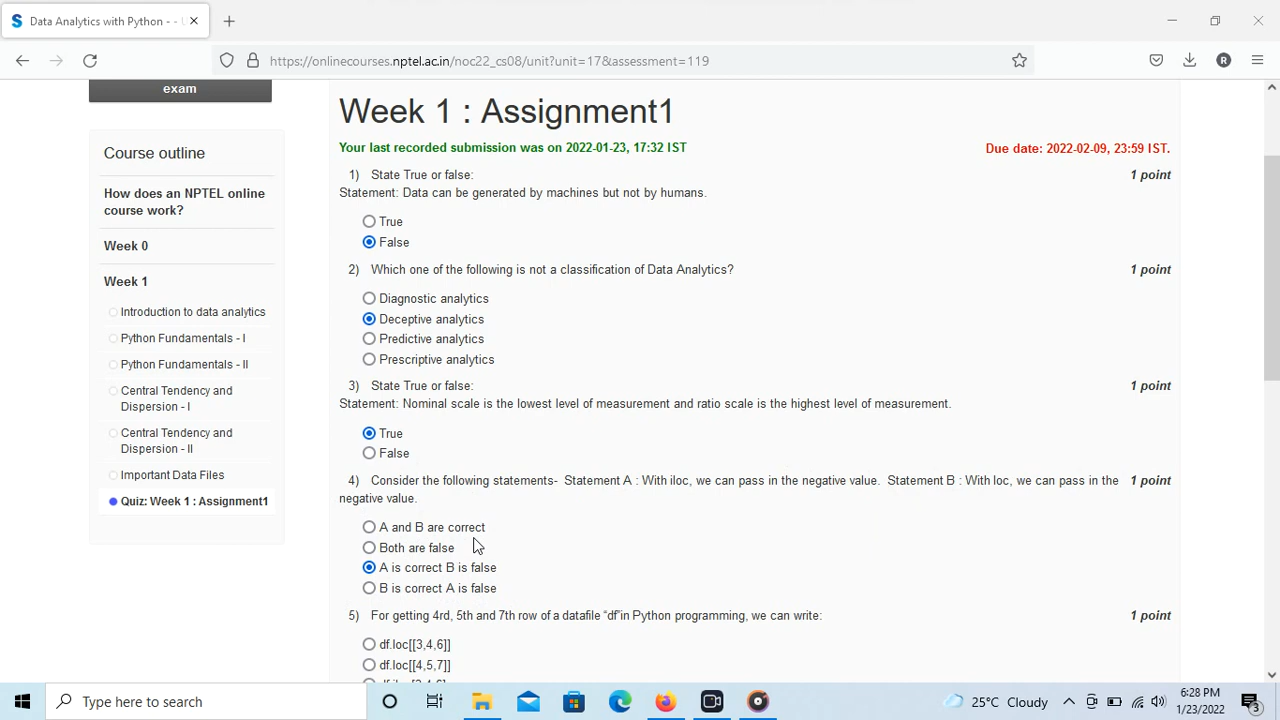 Data Analytics with Python - - U
https://onlinecourses.nptel.ac.in/noc22_cs08/unit?unit=17&assessment=119
R
exam
Course outline
How does an NPTEL online
course work?
Week 0
Week 1
Introduction to data analytics
Python Fundamentals - I
Python Fundamentals - II
Central Tendency and
Dispersion - I
Central Tendency and
Dispersion - II
Important Data Files
Quiz: Week 1 : Assignment1
Week 1 : Assignment1
Your last recorded submission was on 2022-01-23, 17:32 IST
Due date: 2022-02-09, 23:59 IST.
1) State True or false:
1 point
Statement: Data can be generated by machines but not by humans.
True
False
2) Which one of the following is not a classification of Data Analytics?
1 point
Diagnostic analytics
Deceptive analytics
Predictive analytics
Prescriptive analytics
3) State True or false:
1 point
Statement: Nominal scale is the lowest level of measurement and ratio scale is the highest level of measurement.
True
False
4) Consider the following statements- Statement A : With iloc, we can pass in the negative value. Statement B : With loc, we can pass in the
1 point
negative value.
A and B are correct
Both are false
A is correct B is false
B is correct A is false
5) For getting 4rd, 5th and 7th row of a datafile “df”in Python programming, we can write:
1 point
df.loc[[3,4,6]]
df.loc[[4,5,7]]
Type here to search
25°C Cloudy
6:28 PM
1/23/2022
3